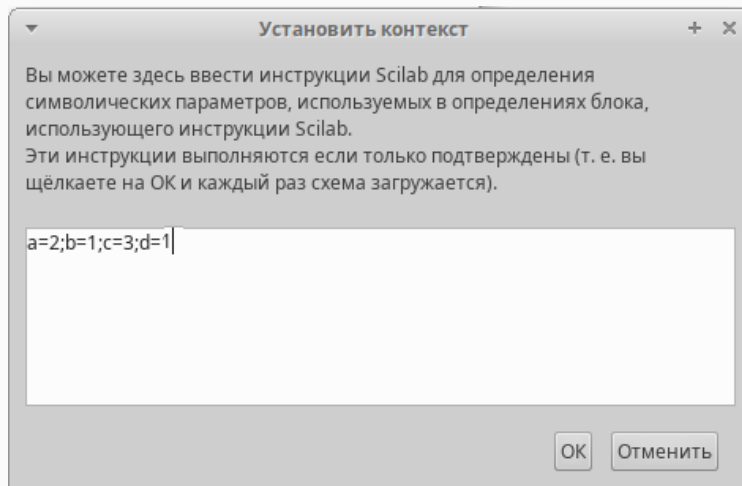 Установить контекст
Вы можете здесь ввести инструкции Scilab для определения
символических параметров, используемых в определениях блока,
использующего инструкции Scilab.
Эти инструкции выполняются если только подтверждены (т. е. вы
щёлкаете на ОК и каждый раз схема загружается).
a=2;b=1;c=3;d=1
ОК Отменить